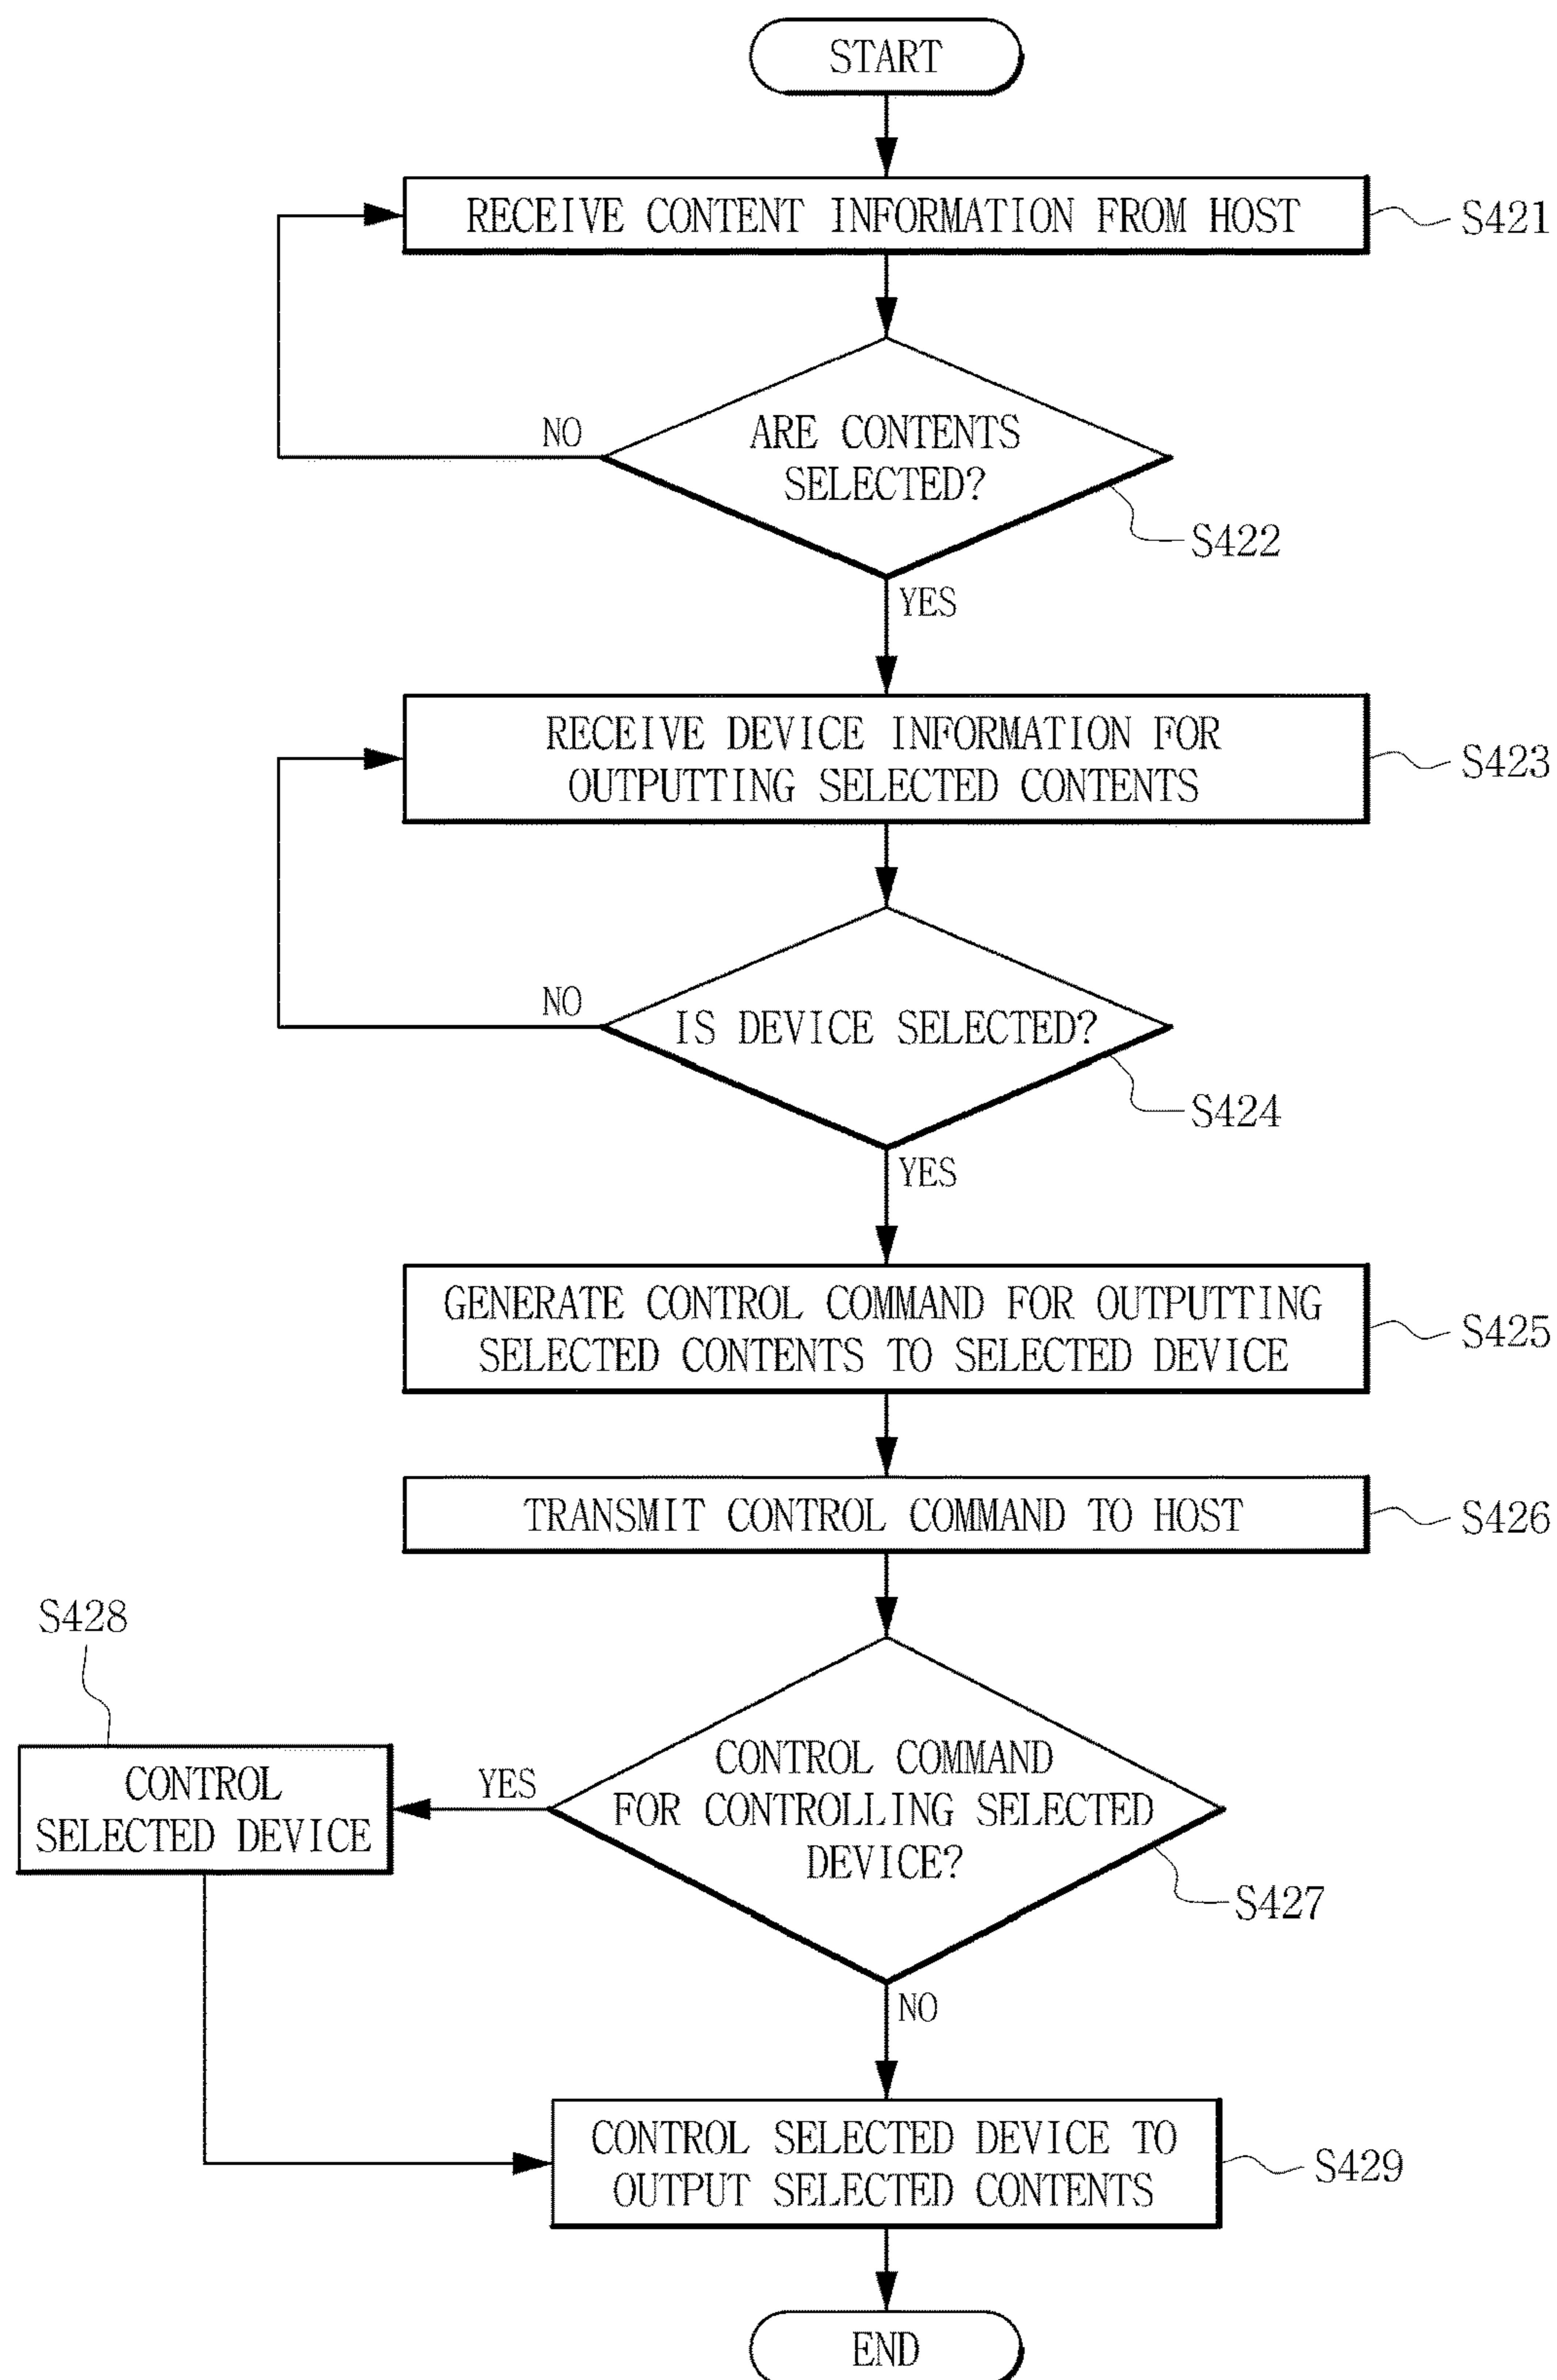 START
RECEIVE CONTENT INFORMATION FROM HOST
S421
NO
ARE CONTENTS
SELECTED?
S422
YES
RECEIVE DEVICE INFORMATION FOR
OUTPUTTING SELECTED CONTENTS
S423
NO
IS DEVICE SELECTED?
S424
YES
GENERATE CONTROL COMMAND FOR OUTPUTTING
SELECTED CONTENTS TO SELECTED DEVICE
S425
TRANSMIT CONTROL COMMAND TO HOST
S426
S428
CONTROL
SELECTED DEVICE
YES
CONTROL COMMAND
FOR CONTROLLING SELECTED
DEVICE?
S427
NO
CONTROL SELECTED DEVICE TO
OUTPUT SELECTED CONTENTS
S429
END